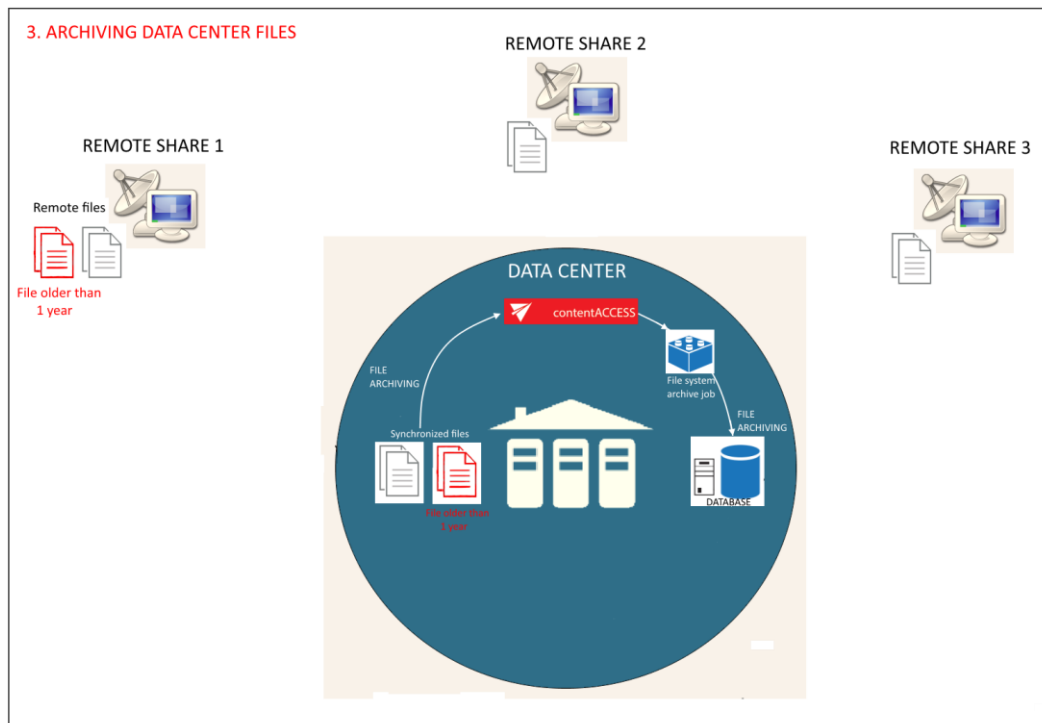 3. ARCHIVING DATA CENTER FILES
REMOTE SHARE 2
REMOTE SHARE 1
REMOTE SHARE 3
Remote files
File older than
1 year
DATA CENTER
contentACCESS
FILE
ARCHIVING
File system
archive job
FILE
ARCHIVING
Synchronized files
File older than
1 year
DATABASE